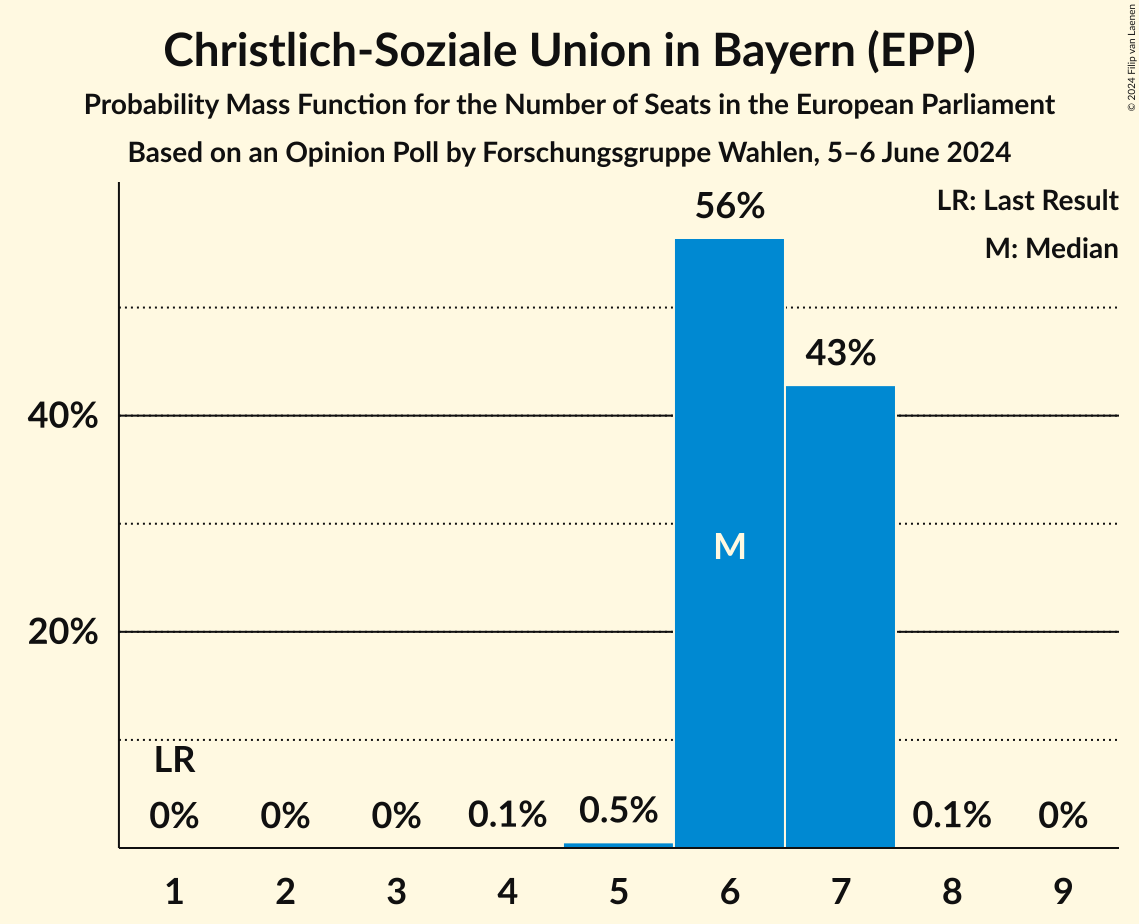 Christlich-Soziale Union in Bayern (EPP)
Probability Mass Function for the Number of Seats in the European Parliament
Based on an Opinion Poll by Forschungsgruppe Wahlen, 5–6 June 2024
© 2024 Filip van Laenen
LR: Last Result
M: Median
56%
43%
40%
M
20%
LR
0%
0%
0%
0.1%
0.5%
0.1%
0%
1 2 3 4 5 6 7 8 9